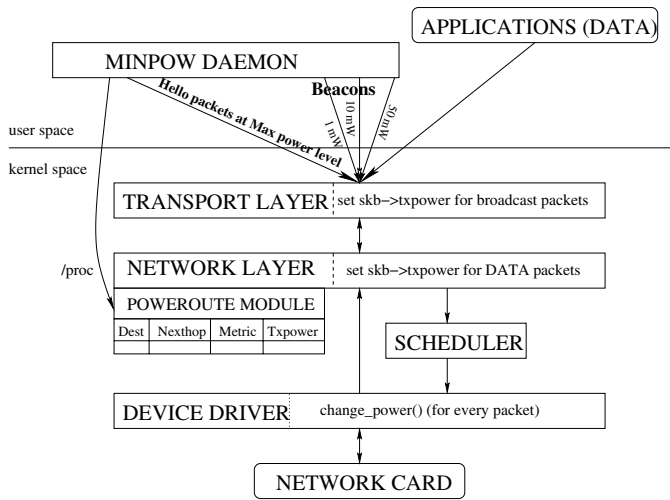 APPLICATIONS (DATA)
MINPOW DAEMON
Beacons
Hello packets at Max power level
1 mW
10 mW
50 mW
user space
kernel space
TRANSPORT LAYER
set skb->txpower for broadcast packets
/proc
NETWORK LAYER
set skb->txpower for DATA packets
POWEROUTE MODULE
Dest Nexthop Metric Txpower
SCHEDULER
DEVICE DRIVER
change_power() (for every packet)
NETWORK CARD